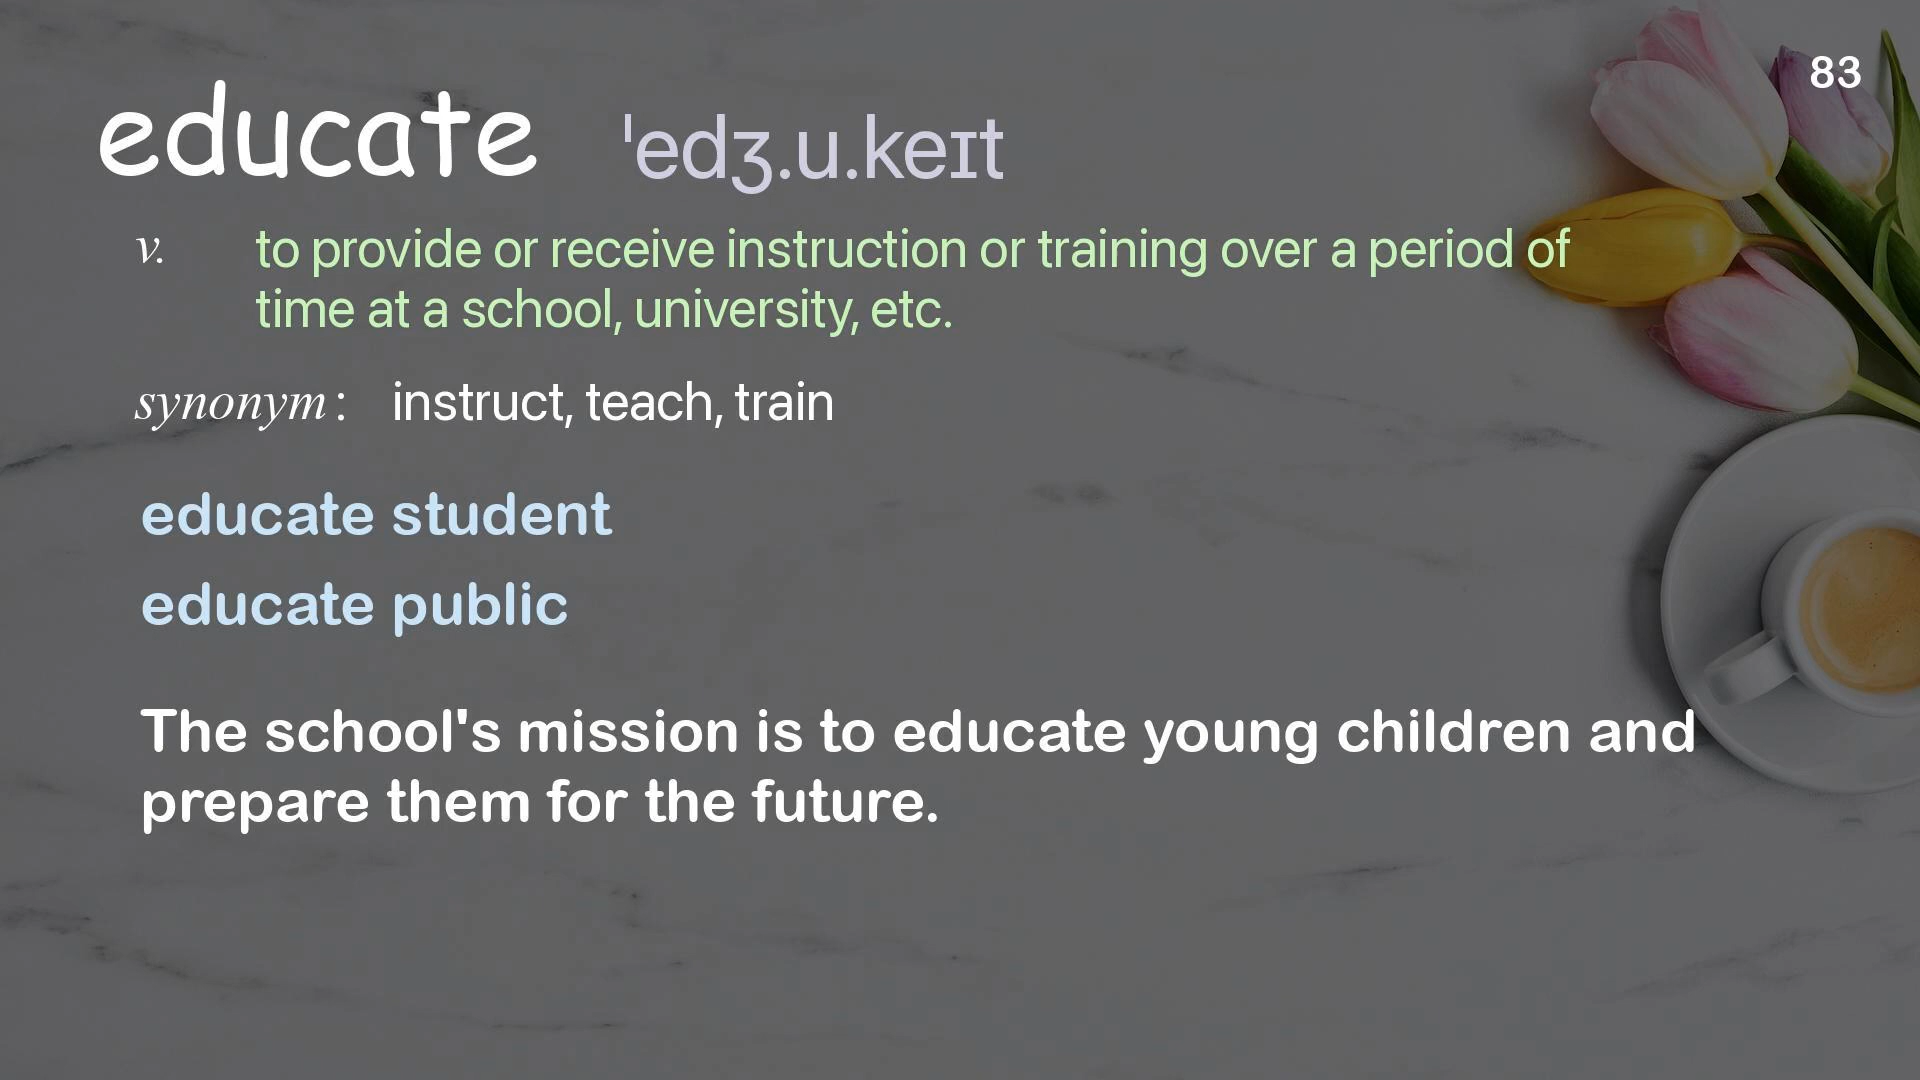 83
educate ˈedʒ.u.keɪt
v. to provide or receive instruction or training over a period of
time at a school, university, etc.
synonym: instruct, teach, train
educate student
educate public
The school's mission is to educate young children and
prepare them for the future.